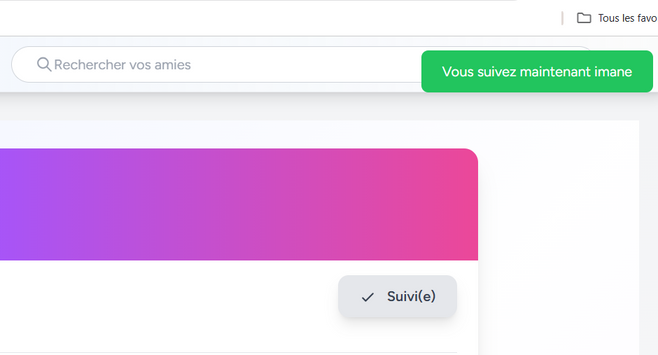 Tous les favo
Rechercher vos amies
Vous suivez maintenant imane
Suivi(e)